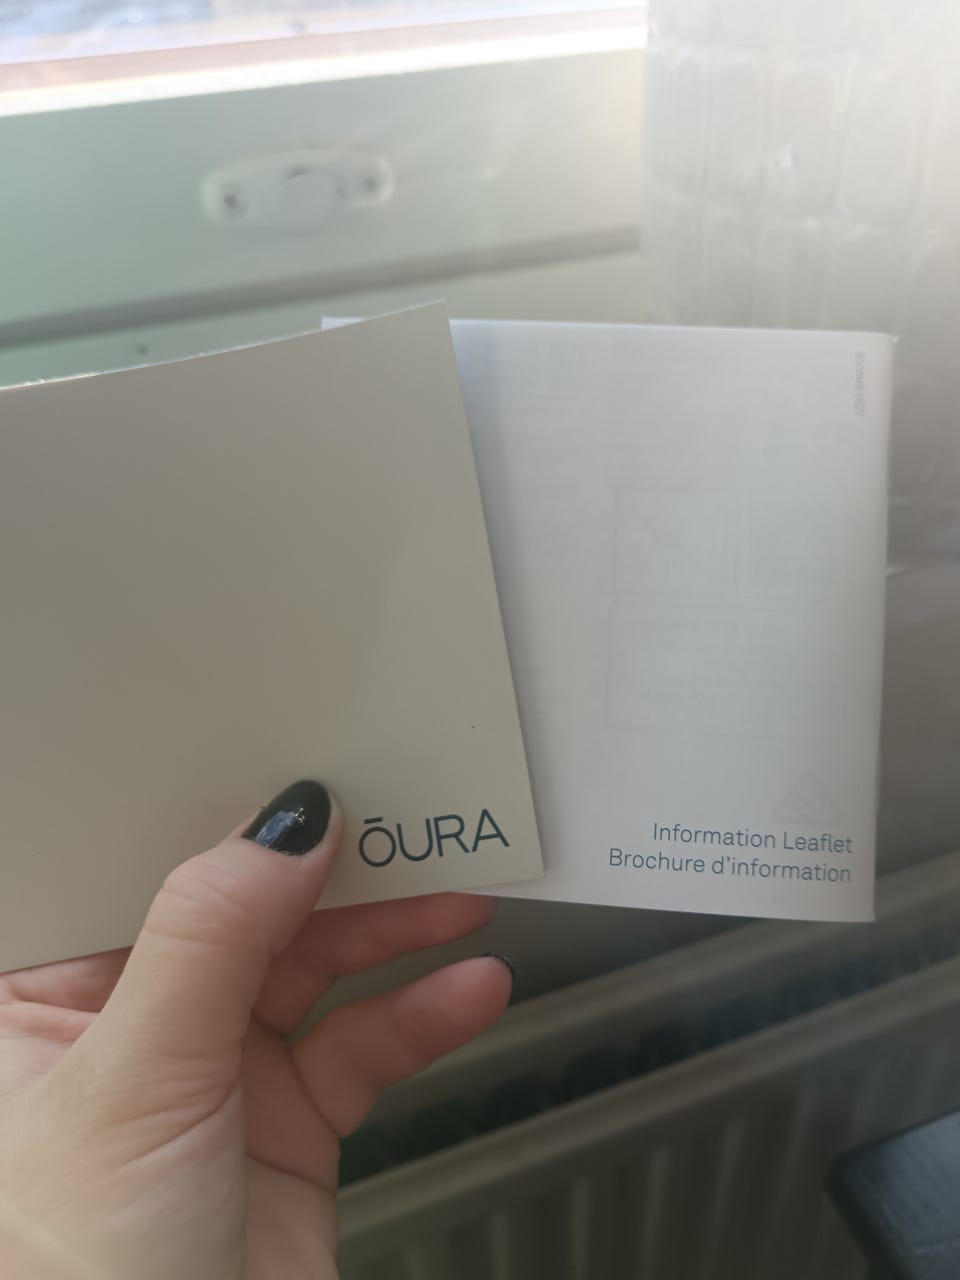 ŌURA
Information Leaflet
Brochure d'information